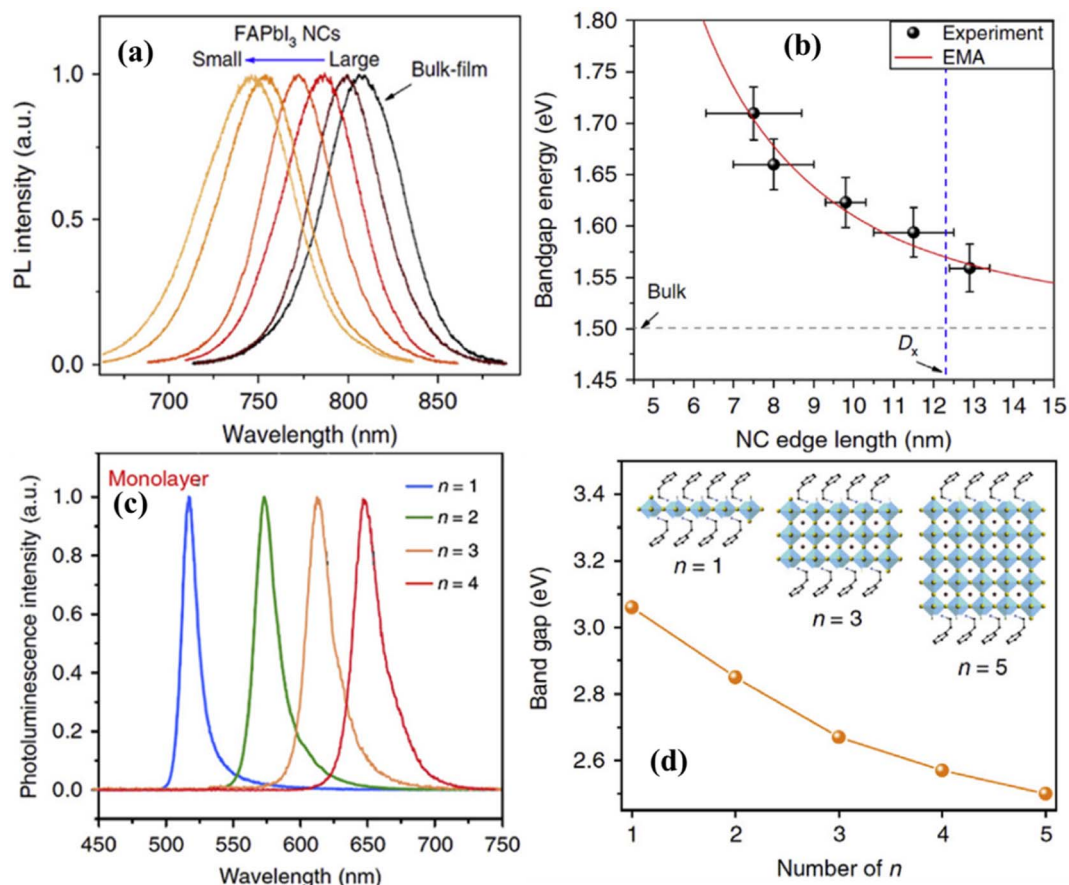 (a)
FAPbI₃ NCs
Small
Large
Bulk-film
1.0
0.5
0.0
PL intensity (a.u.)
700
750
800
850
Wavelength (nm)
(b)
Experiment
EMA
1.80
1.75
1.70
1.65
1.60
1.55
1.50
1.45
Bandgap energy (eV)
Bulk
Dₓ
5
6
7
8
9
10
11
12
13
14
15
NC edge length (nm)
Monolayer
(c)
n = 1
n = 2
n = 3
n = 4
1.0
0.8
0.6
0.4
0.2
0.0
Photoluminescence intensity (a.u.)
450
500
550
600
650
700
750
Wavelength (nm)
3.4
3.2
3.0
2.8
2.6
Band gap (eV)
n = 1
n = 3
n = 5
(d)
1
2
3
4
5
Number of n